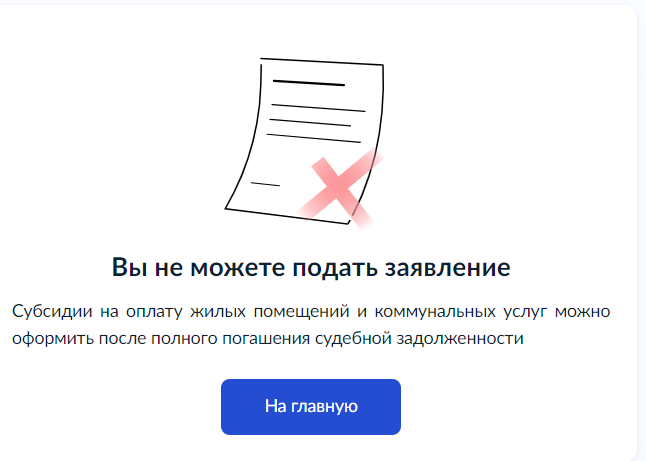 Вы не можете подать заявление
Субсидии на оплату жилых помещений и коммунальных услуг можно
оформить после полного погашения судебной задолженности
На главную